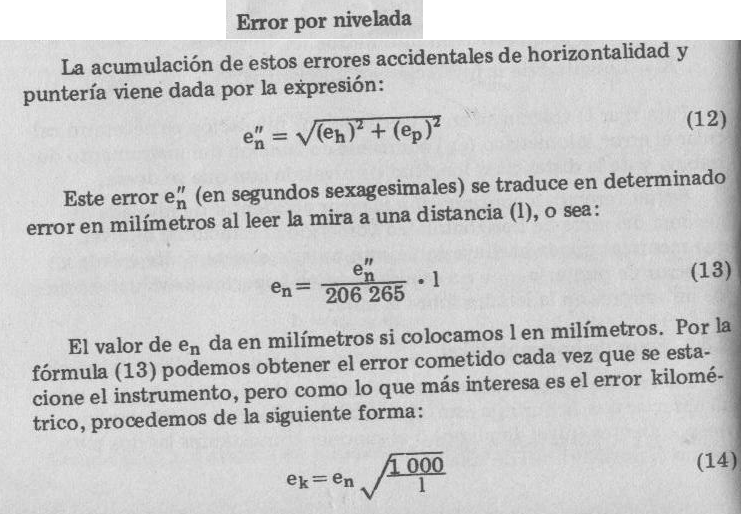 Error por nivelada
La acumulación de estos errores accidentales de horizontalidad y
puntería viene dada por la expresión:
e″ₙ = √(eₕ)² + (eₚ)² (12)
Este error e″ₙ (en segundos sexagesimales) se traduce en determinado
error en milímetros al leer la mira a una distancia (l), o sea:
eₙ = e″ₙ / 206 265 · l (13)
El valor de eₙ da en milímetros si colocamos l en milímetros. Por la
fórmula (13) podemos obtener el error cometido cada vez que se esta-
cione el instrumento, pero como lo que más interesa es el error kilomé-
trico, procedemos de la siguiente forma:
eₖ = eₙ √1 000 / l (14)